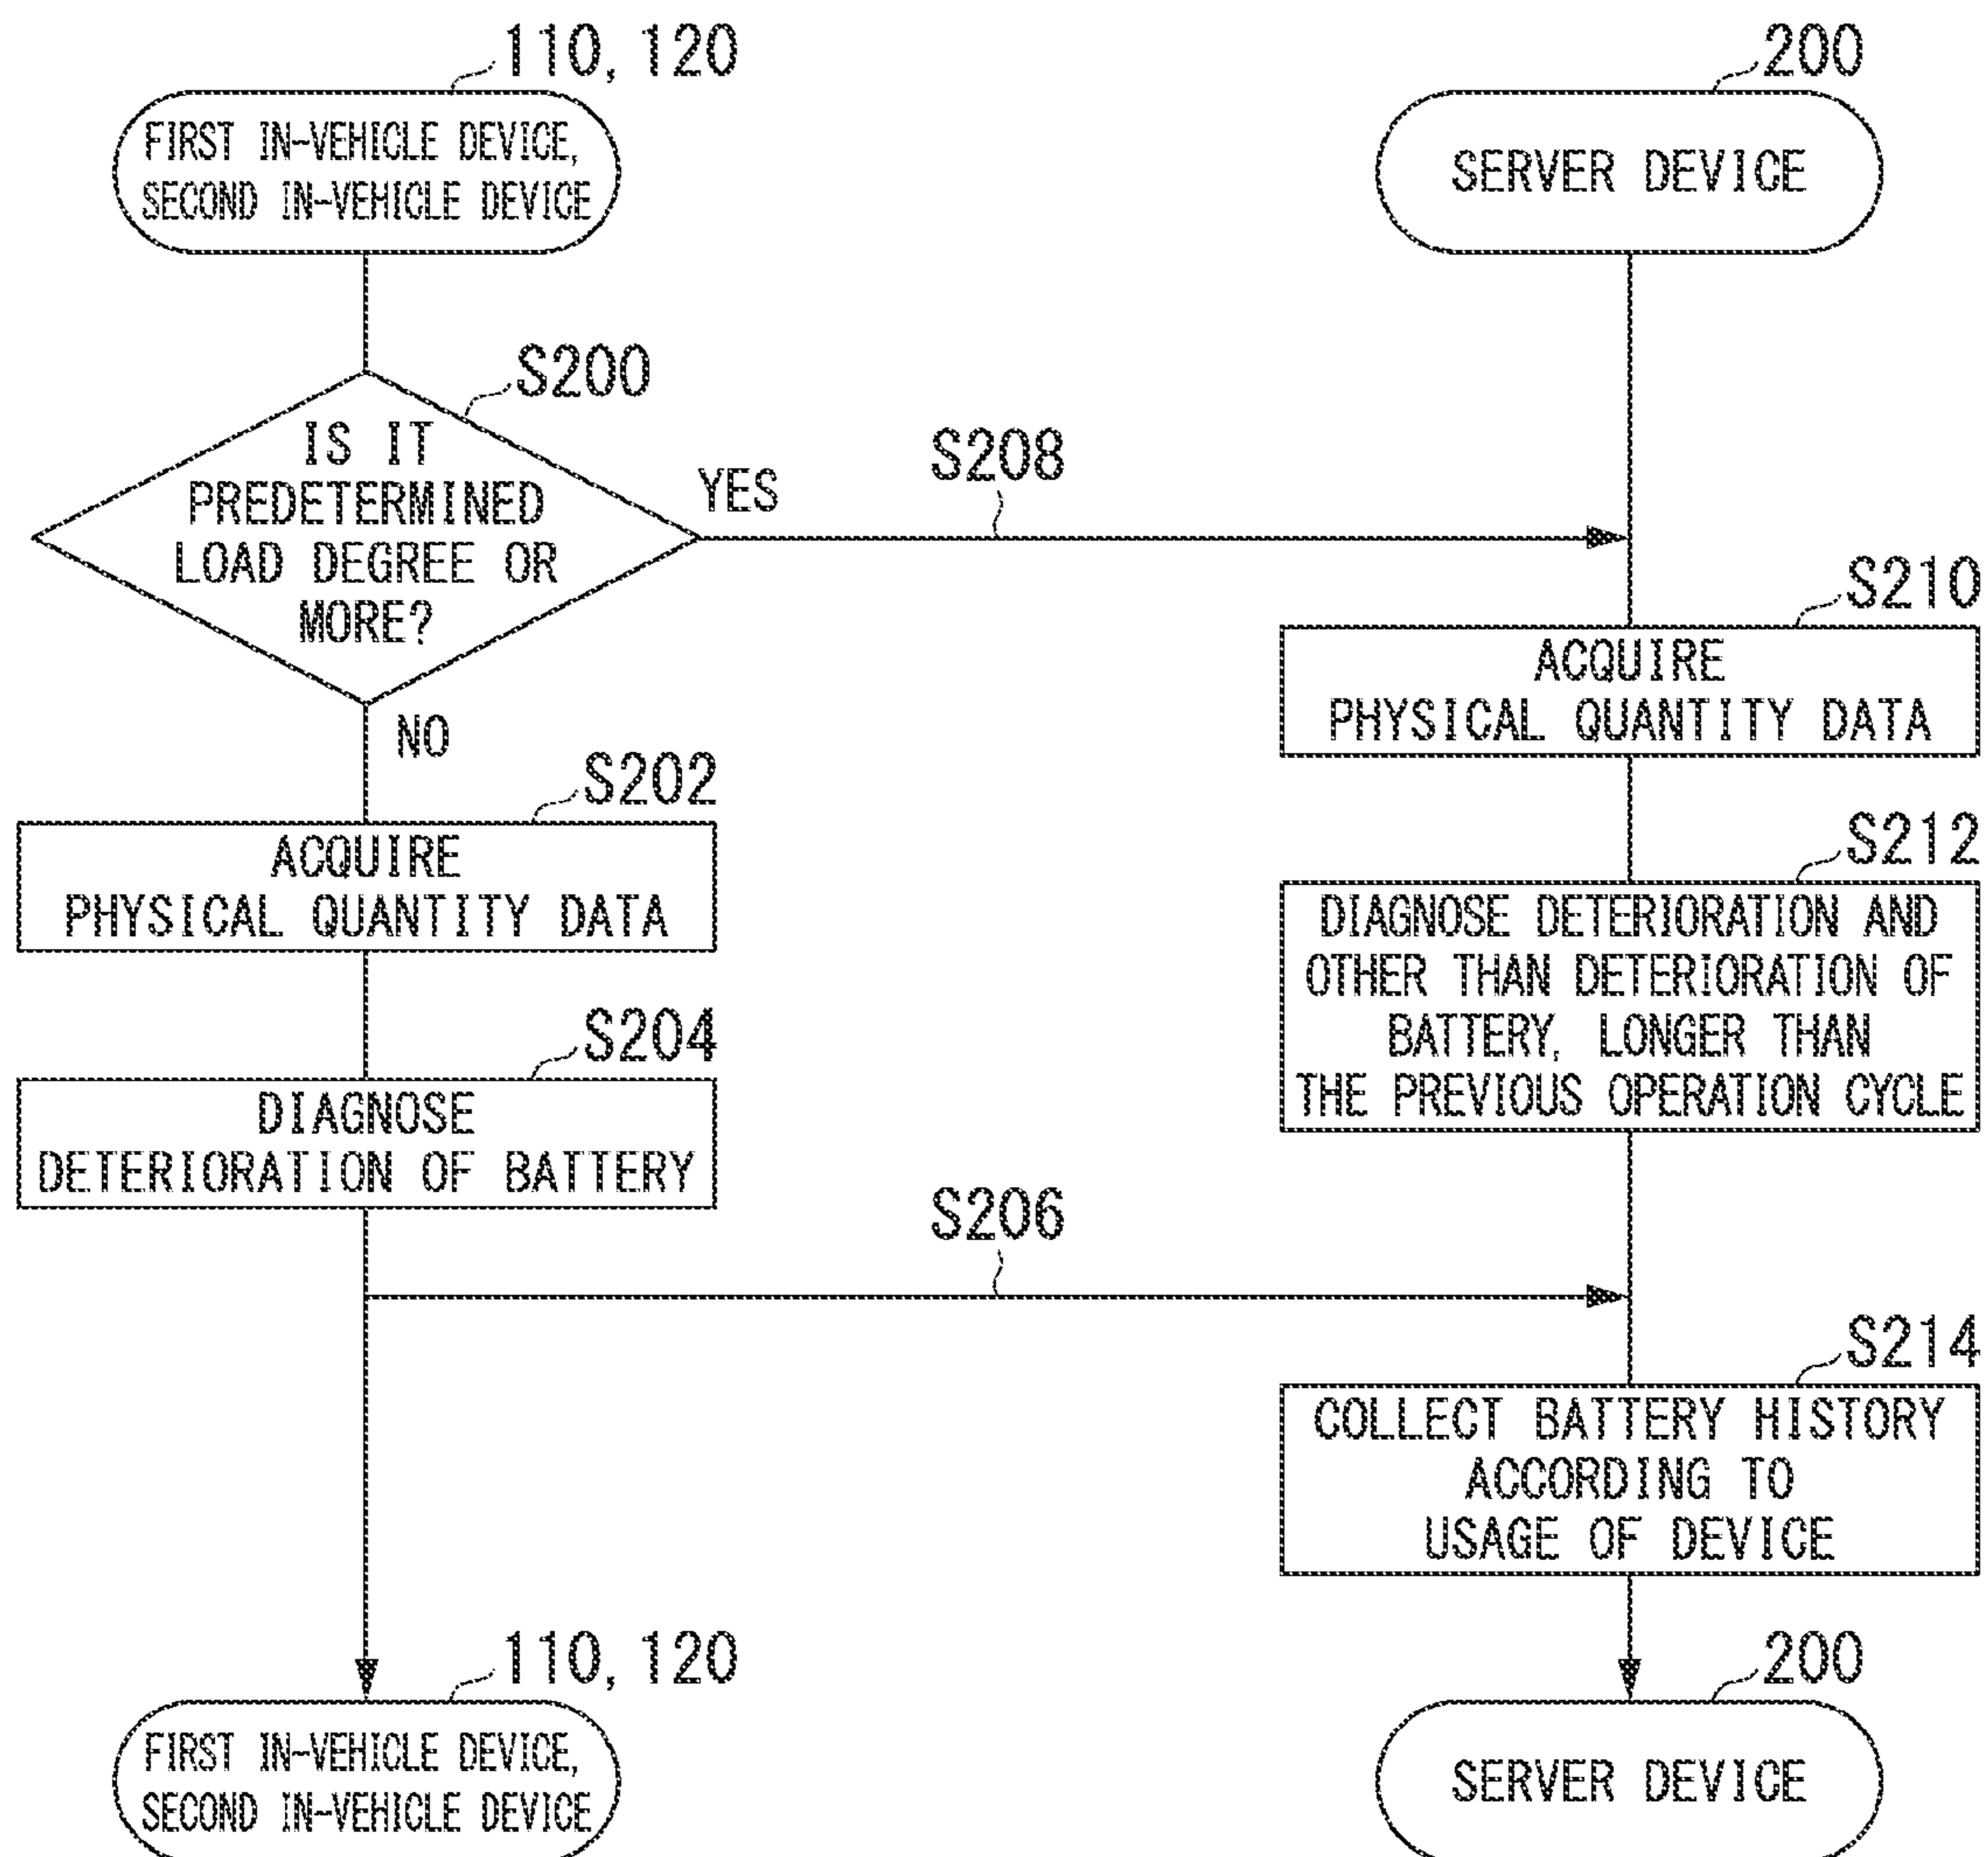 110, 120
FIRST IN-VEHICLE DEVICE,
SECOND IN-VEHICLE DEVICE
200
SERVER DEVICE
S200
IS IT
PREDETERMINED
LOAD DEGREE OR
MORE?
YES
S208
NO
S210
ACQUIRE
PHYSICAL QUANTITY DATA
S202
ACQUIRE
PHYSICAL QUANTITY DATA
S212
DIAGNOSE DETERIORATION AND
OTHER THAN DETERIORATION OF
BATTERY, LONGER THAN
THE PREVIOUS OPERATION CYCLE
S204
DIAGNOSE
DETERIORATION OF BATTERY
S206
S214
COLLECT BATTERY HISTORY
ACCORDING TO
USAGE OF DEVICE
110, 120
FIRST IN-VEHICLE DEVICE,
SECOND IN-VEHICLE DEVICE
200
SERVER DEVICE